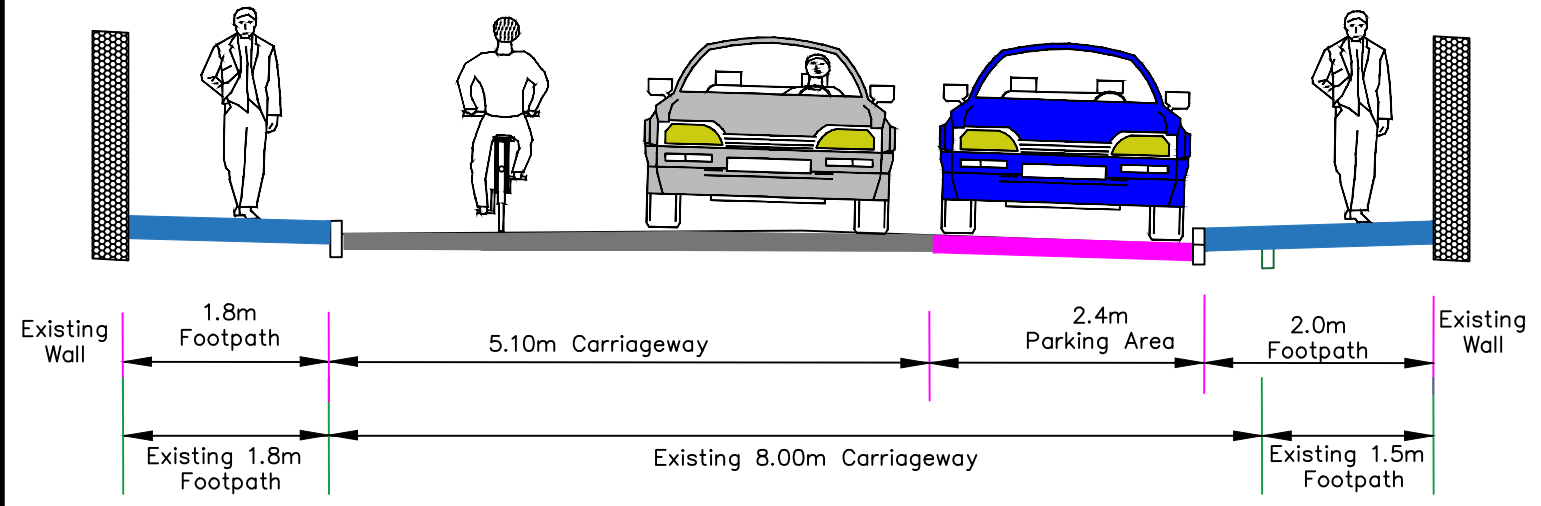 Existing
Wall
1.8m
Footpath
5.10m Carriageway
2.4m
Parking Area
2.0m
Footpath
Existing
Wall
Existing 1.8m
Footpath
Existing 8.00m Carriageway
Existing 1.5m
Footpath